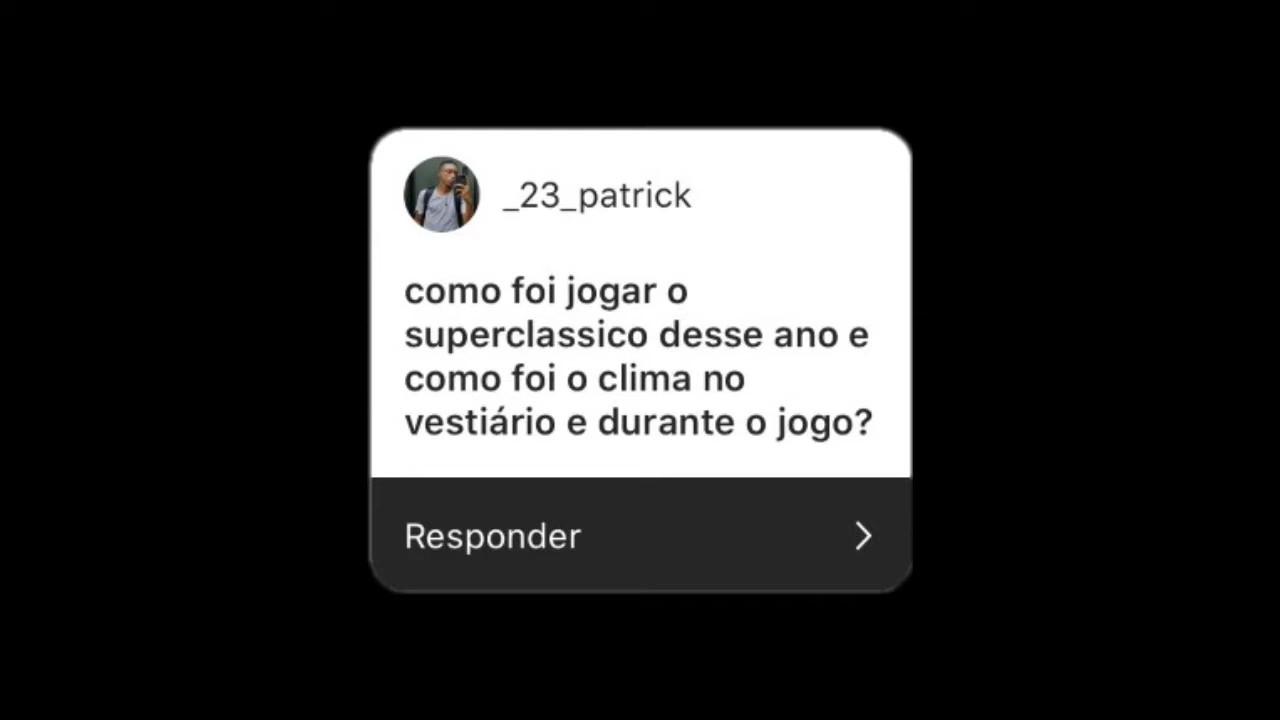 _23_patrick
como foi jogar o
superclassico desse ano e
como foi o clima no
vestiário e durante o jogo?
Responder